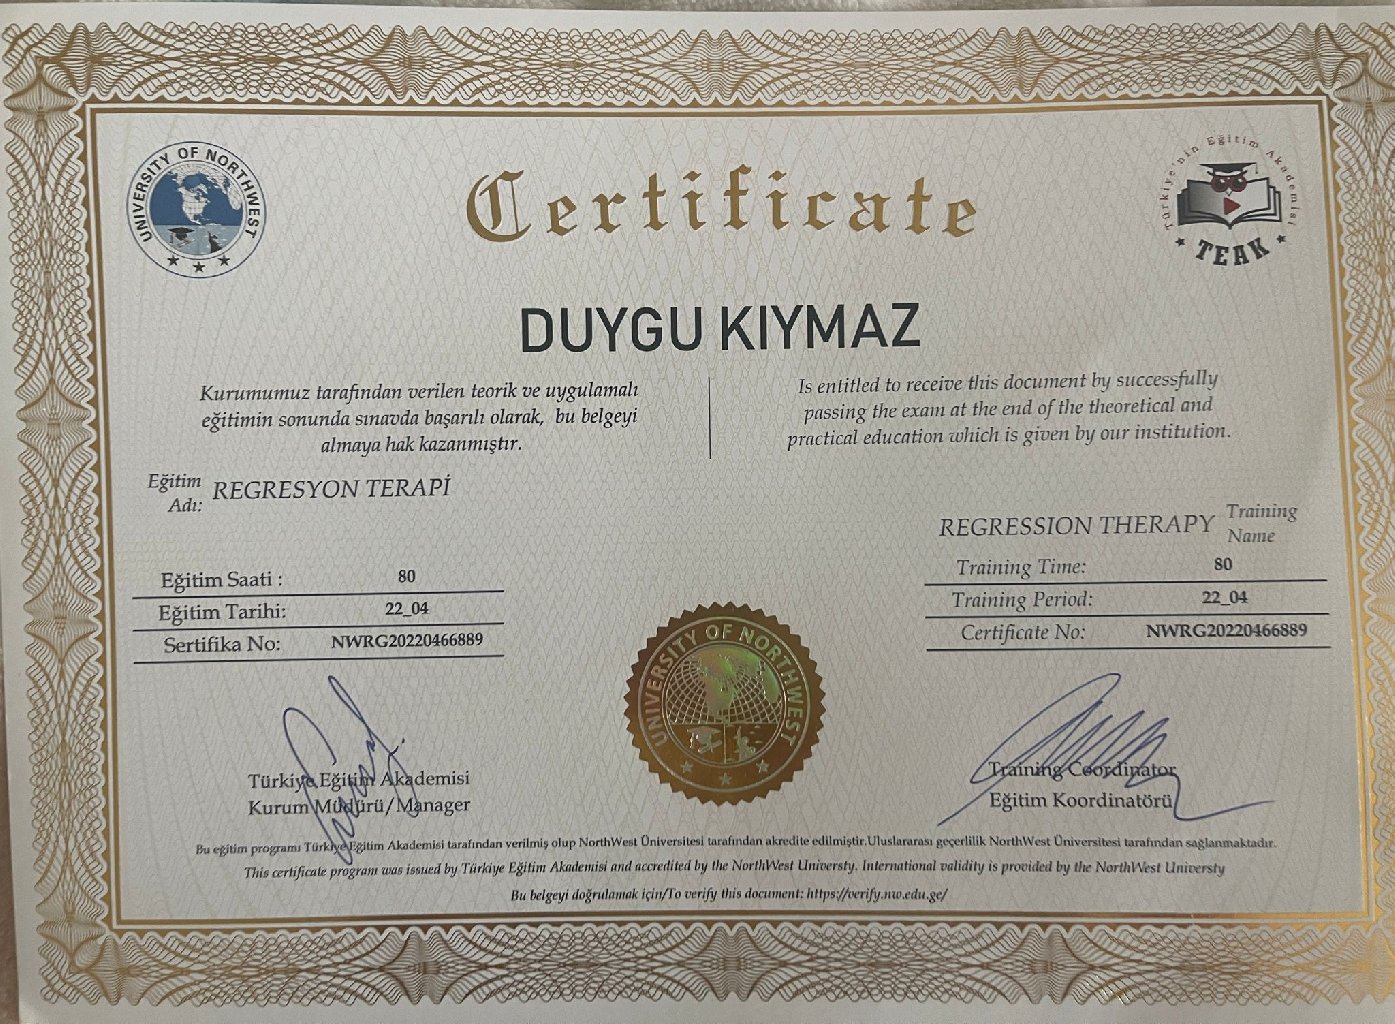 UNIVERSITY OF NORTHWEST
Certificate
Türkiye'nin Eğitim Akademisi
TEAK
DUYGU KIYMAZ
Kurumumuz tarafından verilen teorik ve uygulamalı
eğitimin sonunda sınavda başarılı olarak, bu belgeyi
almaya hak kazanmıştır.
Is entitled to receive this document by successfully
passing the exam at the end of the theoretical and
practical education which is given by our institution.
Eğitim
Adı:
REGRESYON TERAPİ
REGRESSION THERAPY
Training
Name
Eğitim Saati : 80
Eğitim Tarihi: 22_04
Sertifika No: NWRG20220466889
Training Time: 80
Training Period: 22_04
Certificate No: NWRG20220466889
UNIVERSITY OF NORTHWEST
Türkiye Eğitim Akademisi
Kurum Müdürü/Manager
Training Coordinator
Eğitim Koordinatörü
Bu eğitim programı Türkiye Eğitim Akademisi tarafından verilmiş olup NorthWest Üniversitesi tarafından akredite edilmiştir.Uluslararası geçerlilik NorthWest Üniversitesi tarafından sağlanmaktadır.
This certificate program was issued by Türkiye Eğitim Akademisi and accredited by the NorthWest Universty. International validity is provided by the NorthWest Universty
Bu belgeyi doğrulamak için/To verify this document: https://verify.nw.edu.ge/